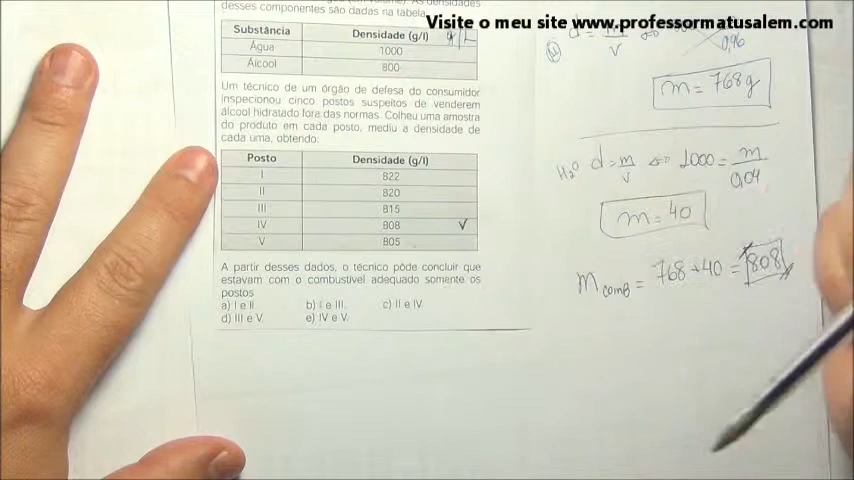 Visite o meu site www.professormatusalem.com
desses componentes são dadas na tabela.
Substância Densidade (g/l) g/L
Água 1000
Álcool 800
Um técnico de um órgão de defesa do consumidor
inspecionou cinco postos suspeitos de venderem
álcool hidratado fora das normas. Colheu uma amostra
do produto em cada posto, mediu a densidade de
cada uma, obtendo:
Posto Densidade (g/l)
I 822
II 820
III 815
IV 808 ✓
V 805
A partir desses dados, o técnico pôde concluir que
estavam com o combustível adequado somente os
postos
a) I e II. b) I e III. c) II e IV.
d) III e V. e) IV e V.
d = m/v ⇔
0,96
m = 768g
H2O d = m/v ⇔ 1000 = m/0,04
m = 40
m comb = 768 + 40 = 808